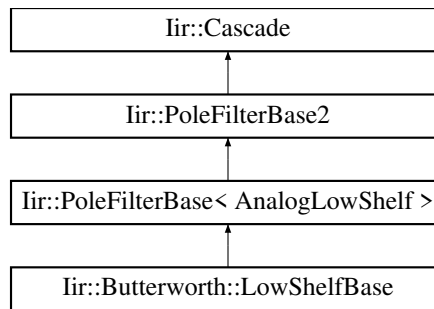 Iir::Cascade
Iir::PoleFilterBase2
Iir::PoleFilterBase< AnalogLowShelf >
Iir::Butterworth::LowShelfBase